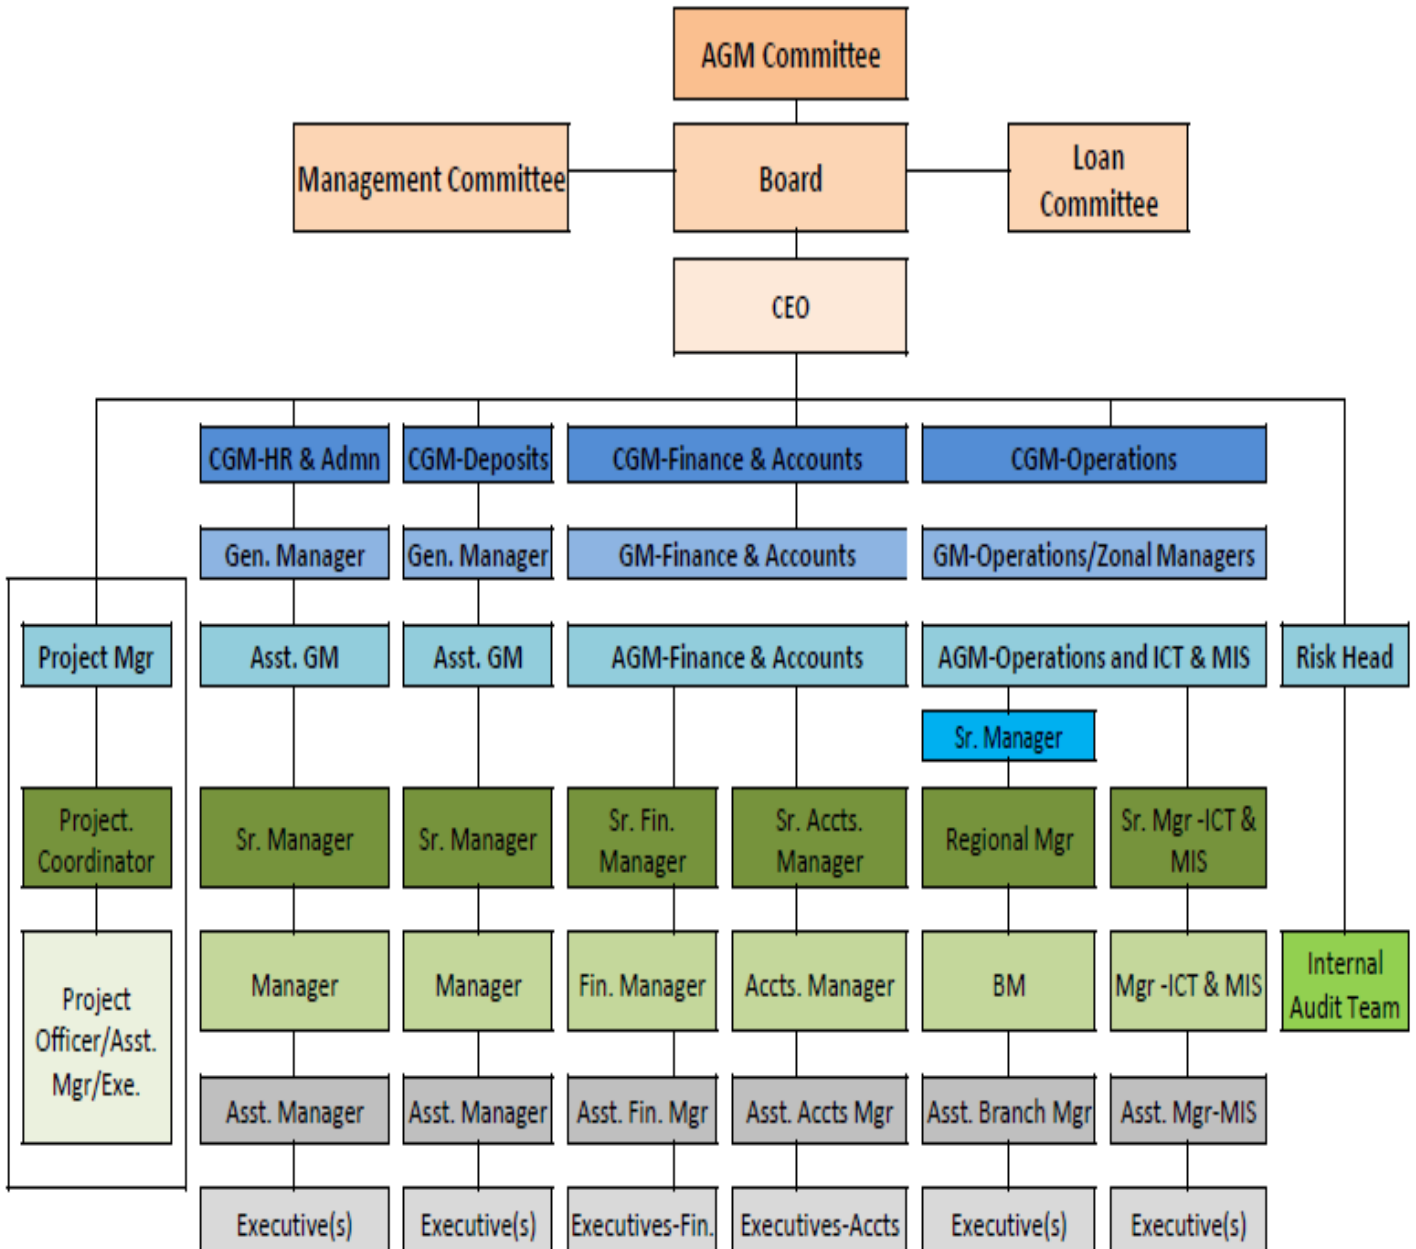 AGM Committee
Management Committee
Board
Loan
Committee
CEO
CGM-HR & Admn
CGM-Deposits
CGM-Finance & Accounts
CGM-Operations
Gen. Manager
Gen. Manager
GM-Finance & Accounts
GM-Operations/Zonal Managers
Project Mgr
Asst. GM
Asst. GM
AGM-Finance & Accounts
AGM-Operations and ICT & MIS
Risk Head
Sr. Manager
Project.
Coordinator
Sr. Manager
Sr. Manager
Sr. Fin.
Manager
Sr. Accts.
Manager
Regional Mgr
Sr. Mgr -ICT &
MIS
Project
Officer/Asst.
Mgr/Exe.
Manager
Manager
Fin. Manager
Accts. Manager
BM
Mgr -ICT & MIS
Internal
Audit Team
Asst. Manager
Asst. Manager
Asst. Fin. Mgr
Asst. Accts Mgr
Asst. Branch Mgr
Asst. Mgr-MIS
Executive(s)
Executive(s)
Executives-Fin.
Executives-Accts
Executive(s)
Executive(s)